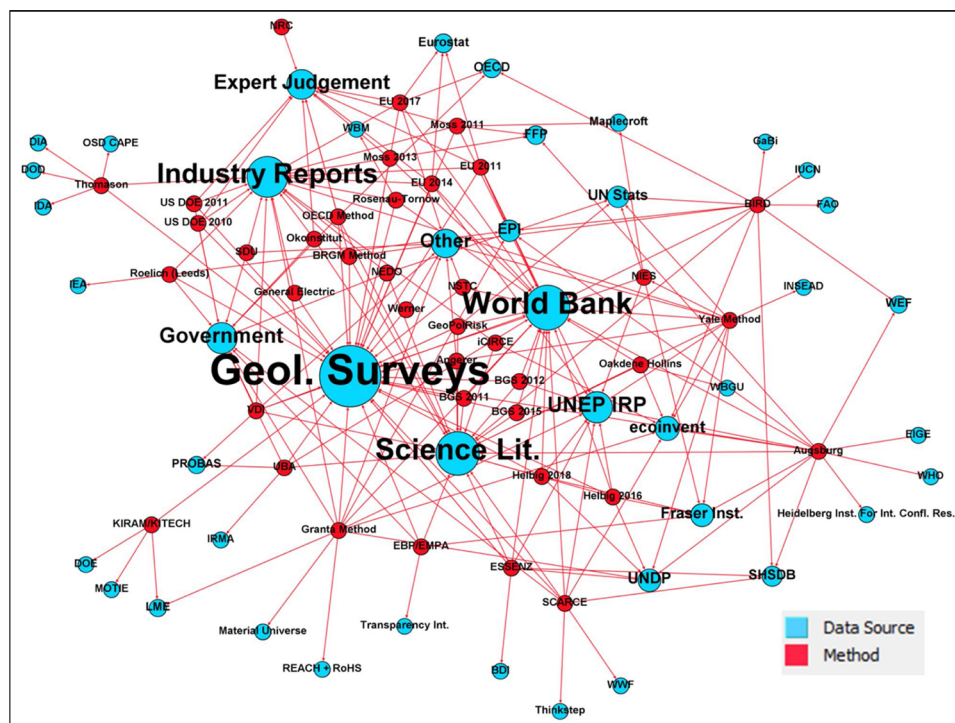 NRC
Eurostat
OECD
Expert Judgement
EU 2017
WBM
Moss 2011
FFP
Maplecroft
GaBi
DIA
OSD CAPE
DOD
Thomason
IDA
Industry Reports
Moss 2013
EU 2011
EU 2014
IUCN
UN Stats
BIRD
FAO
US DOE 2011
US DOE 2010
Rosenau-Tornow
OECD Method
Okoinstitut
Other
EPI
SDU
BRGM Method
IEA
Roelich (Leeds)
NEDO
NIES
INSEAD
General Electric
NSTC
World Bank
WEF
Werner
GeoPolRisk
Yale Method
Government
iCIRCE
Geol. Surveys
Angerer
Oakdene Hollins
BGS 2012
WBGU
BGS 2011
UNEP IRP
VDI
BGS 2015
ecoinvent
EIGE
Science Lit.
Augsburg
PROBAS
UBA
Helbig 2018
WHO
Helbig 2016
Fraser Inst.
Heidelberg Inst. For Int. Confl. Res.
KIRAM/KITECH
Granta Method
IRMA
EBP/EMPA
DOE
ESSENZ
UNDP
SHSDB
MOTIE
LME
SCARCE
Material Universe
Transparency Int.
REACH + RoHS
BDI
WWF
Thinkstep
Data Source
Method